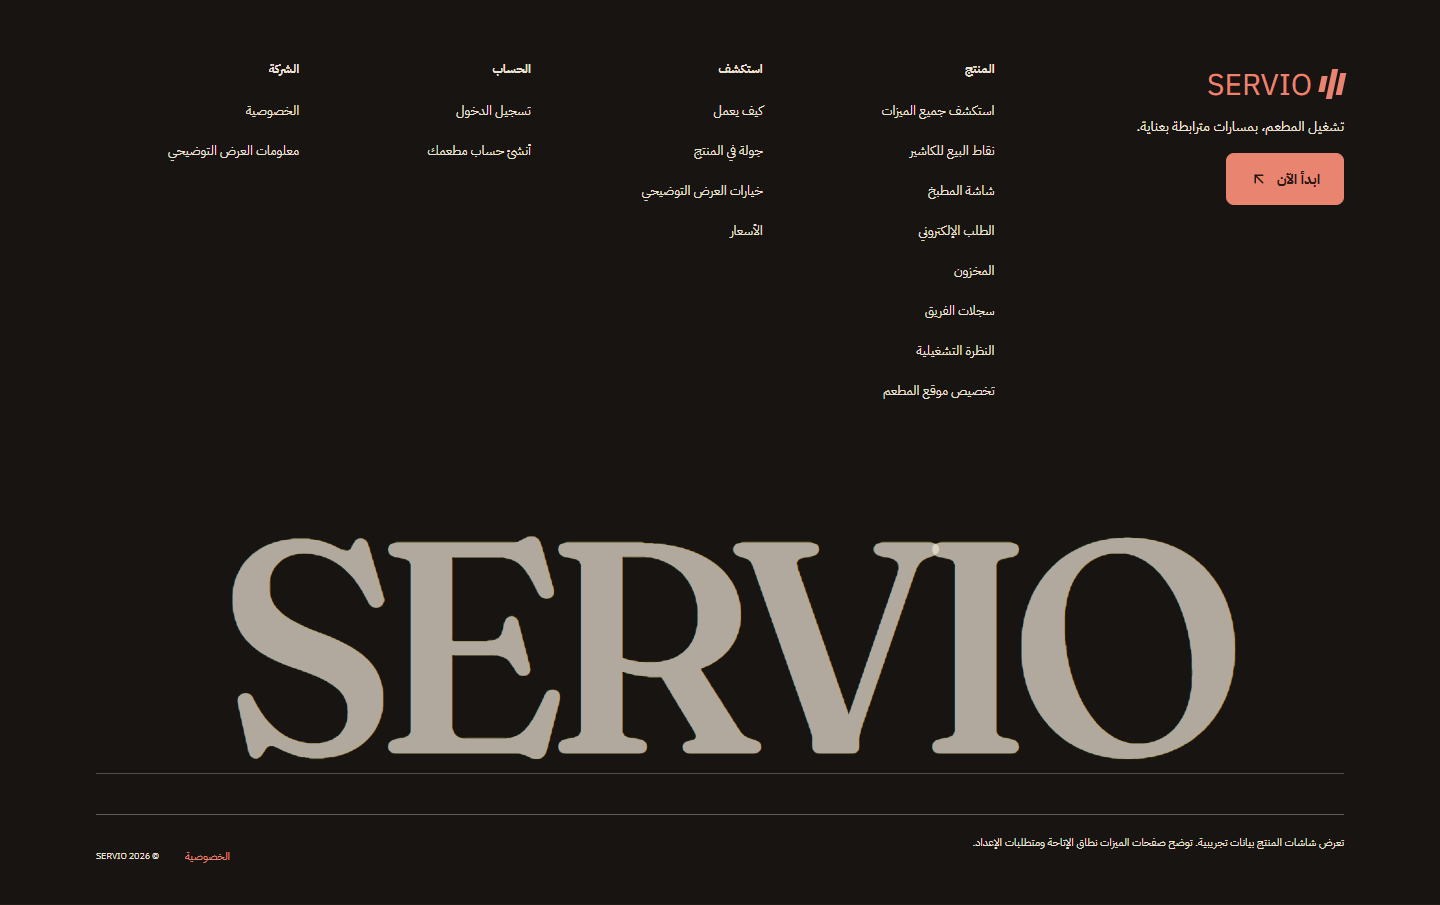 SERVIO
تشغيل المطعم، بمسارات مترابطة بعناية.
ابدأ الآن
المنتج
استكشف جميع الميزات
نقاط البيع للكاشير
شاشة المطبخ
الطلب الإلكتروني
المخزون
سجلات الفريق
النظرة التشغيلية
تخصيص موقع المطعم
استكشف
كيف يعمل
جولة في المنتج
خيارات العرض التوضيحي
الأسعار
الحساب
تسجيل الدخول
أنشئ حساب مطعمك
الشركة
الخصوصية
معلومات العرض التوضيحي
SERVIO
تعرض شاشات المنتج بيانات تجريبية. توضح صفحات الميزات نطاق الإتاحة ومتطلبات الإعداد.
الخصوصية
© 2026 SERVIO